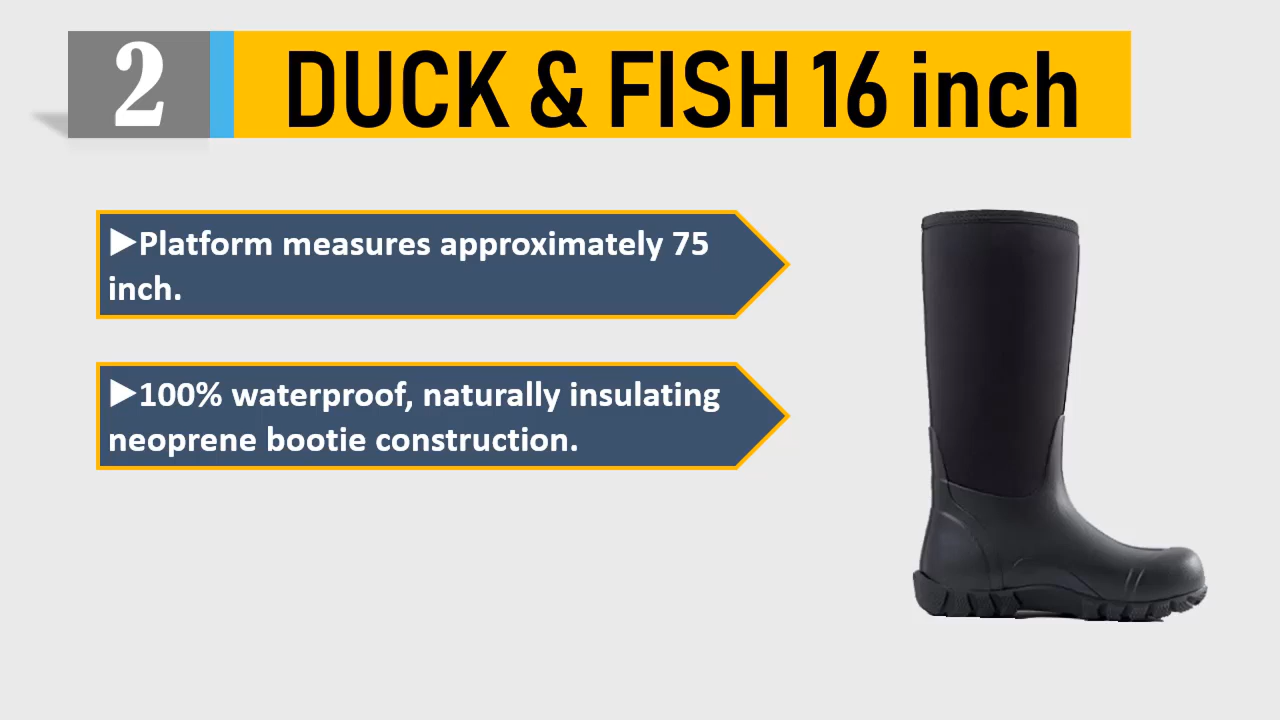 2
DUCK & FISH 16 inch
►Platform measures approximately 75
inch.
►100% waterproof, naturally insulating
neoprene bootie construction.